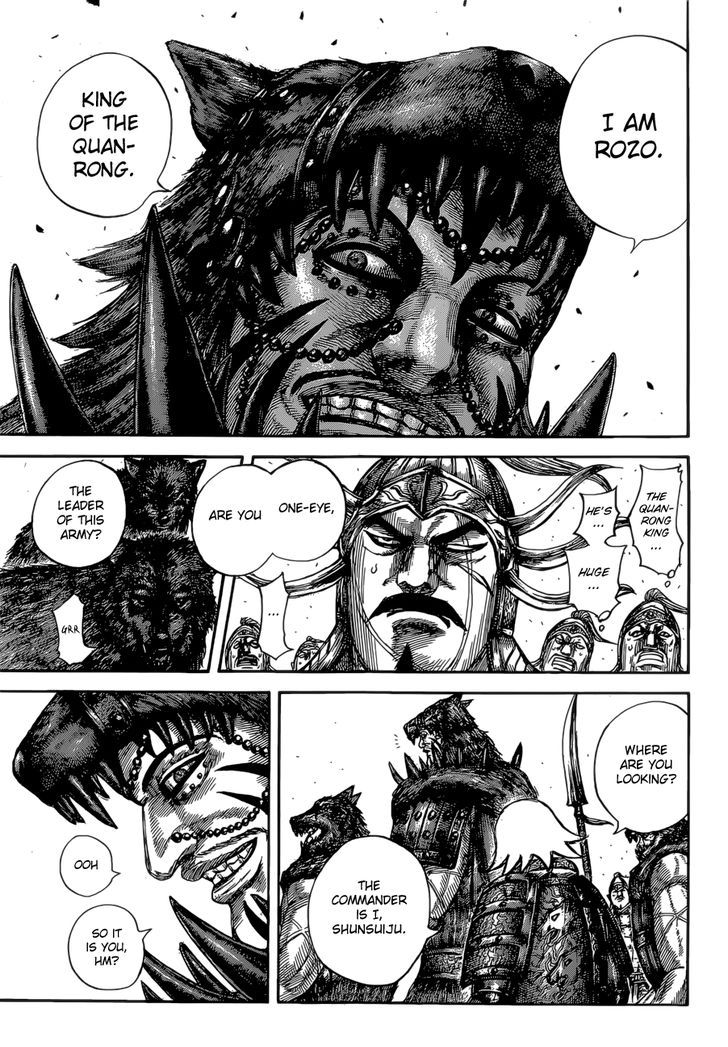 I AM
ROZO.
KING
OF THE
QUAN-
RONG.
THE
QUAN-
RONG
KING
...
HE'S
...
HUGE
...
ONE-EYE,
ARE YOU
...
THE
LEADER
OF THIS
ARMY?
GRR
WHERE
ARE YOU
LOOKING?
THE
COMMANDER
IS I,
SHUNSUIJU.
OOH
SO IT
IS YOU,
HM?